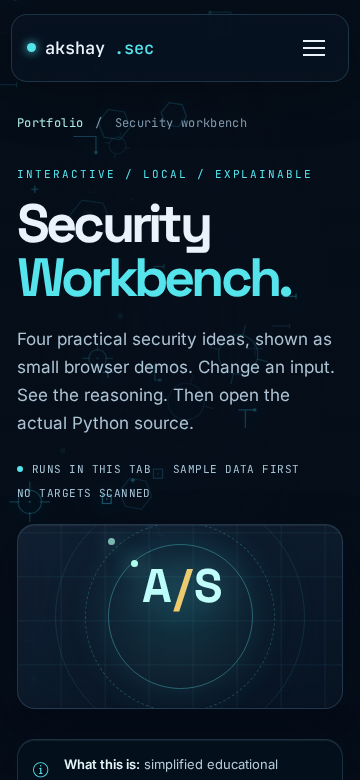 akshay .sec
Portfolio / Security workbench
INTERACTIVE / LOCAL / EXPLAINABLE
Security
Workbench.
Four practical security ideas, shown as
small browser demos. Change an input.
See the reasoning. Then open the
actual Python source.
RUNS IN THIS TAB SAMPLE DATA FIRST
NO TARGETS SCANNED
A/S
What this is: simplified educational